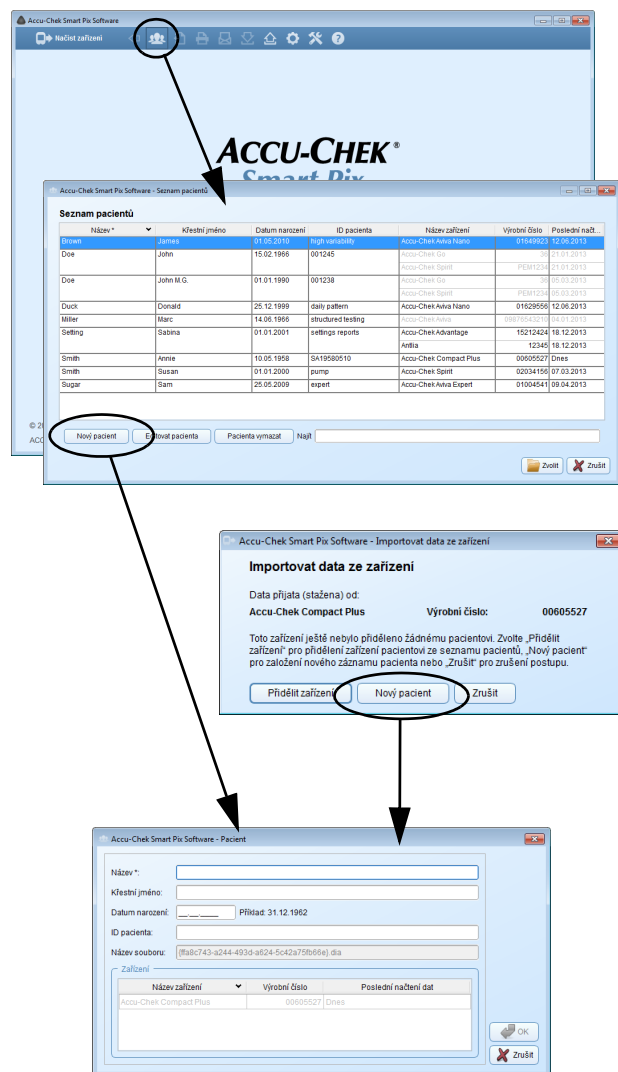 Accu-Chek Smart Pix Software
Načíst zařízení
ACCU-CHEK ®
Smart Pix
Accu-Chek Smart Pix Software - Seznam pacientů
Seznam pacientů
Název * Křestní jméno Datum narození ID pacienta Název zařízení Výrobní číslo Poslední načt...
Brown James 01.05.2010 high variability Accu-Chek Aviva Nano 01649923 12.06.2013
Doe John 15.02.1966 001245 Accu-Chek Go 36 21.01.2013
Accu-Chek Spirit PEM1234 21.01.2013
Doe John M.G. 01.01.1990 001238 Accu-Chek Go 36 05.03.2013
Accu-Chek Spirit PEM1234 05.03.2013
Duck Donald 25.12.1999 daily pattern Accu-Chek Aviva Nano 01629556 12.06.2013
Miller Marc 14.06.1966 structured testing Accu-Chek Aviva 09876543210 04.01.2013
Setting Sabina 01.01.2001 settings reports Accu-Chek Advantage 15212424 18.12.2013
Antlia 12345 18.12.2013
Smith Annie 10.05.1958 SA19580510 Accu-Chek Compact Plus 00605527 Dnes
Smith Susan 01.01.2000 pump Accu-Chek Spirit 02034156 07.03.2013
Sugar Sam 25.05.2009 expert Accu-Chek Aviva Expert 01004541 09.04.2013
© 2
ACC
Nový pacient Editovat pacienta Pacienta vymazat Najít
Zvolit Zrušit
Accu-Chek Smart Pix Software - Importovat data ze zařízení
Importovat data ze zařízení
Data přijata (stažena) od:
Accu-Chek Compact Plus Výrobní číslo: 00605527
Toto zařízení ještě nebylo přiděleno žádnému pacientovi. Zvolte „Přidělit
zařízení“ pro přidělení zařízení pacientovi ze seznamu pacientů, „Nový pacient“
pro založení nového záznamu pacienta nebo „Zrušit“ pro zrušení postupu.
Přidělit zařízení Nový pacient Zrušit
Accu-Chek Smart Pix Software - Pacient
Název *:
Křestní jméno:
Datum narození: __.__.____ Příklad: 31.12.1962
ID pacienta:
Název souboru: {ffa8c743-a244-493d-a624-5c42a75fb66e}.dia
Zařízení
Název zařízení Výrobní číslo Poslední načtení dat
Accu-Chek Compact Plus 00605527 Dnes
OK
Zrušit